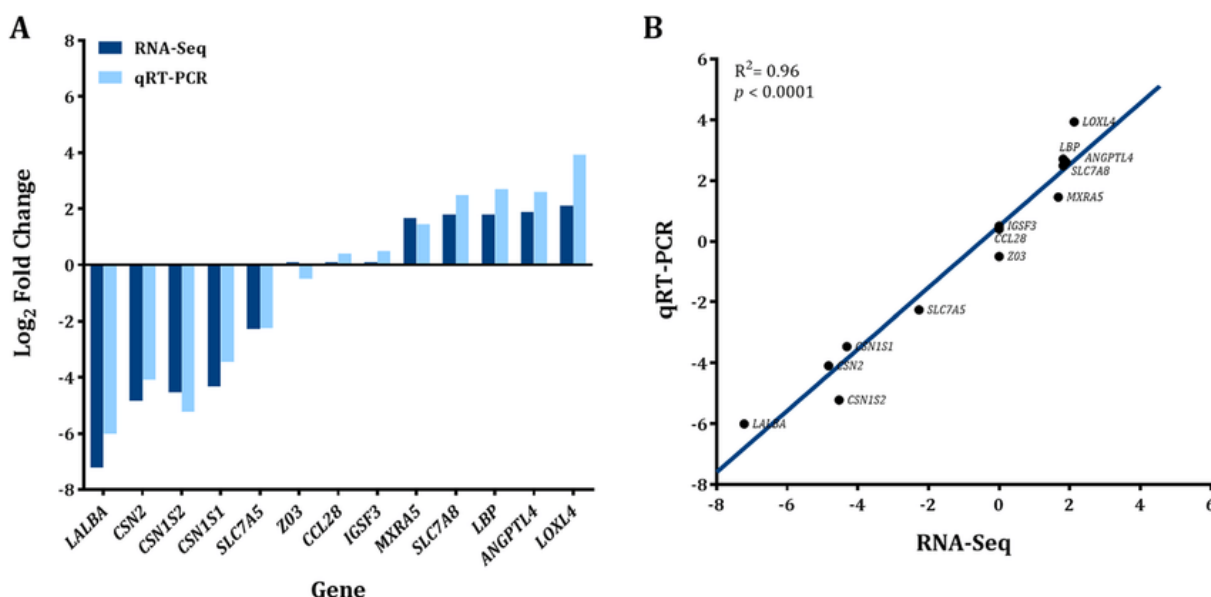 A
RNA-Seq
qRT-PCR
8
6
4
2
0
-2
-4
-6
-8
Log2 Fold Change
LALBA
CSN2
CSN1S2
CSN1S1
SLC7A5
Z03
CCL28
IGSF3
MXRA5
SLC7A8
LBP
ANGPTL4
LOXL4
Gene
B
R²= 0.96
p < 0.0001
6
4
2
0
-2
-4
-6
-8
qRT-PCR
LOXL4
LBP
ANGPTL4
SLC7A8
MXRA5
IGSF3
CCL28
Z03
SLC7A5
CSN1S1
CSN2
CSN1S2
LALBA
-8
-6
-4
-2
0
2
4
6
RNA-Seq